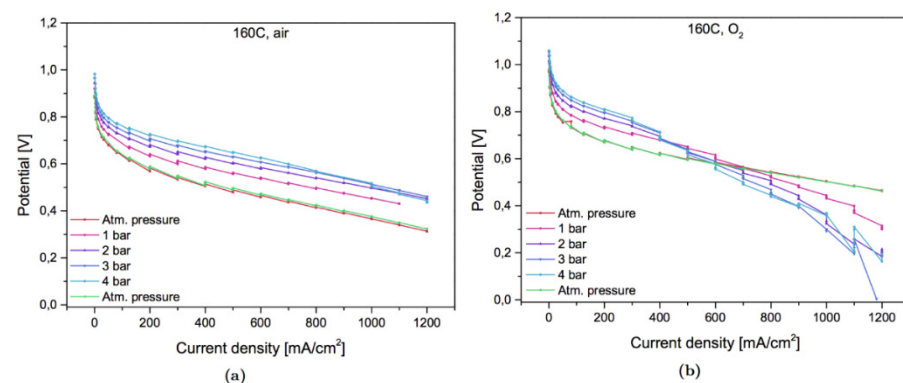 160C, air
1,2
1,0
0,8
0,6
0,4
0,2
0,0
Potential [V]
Atm. pressure
1 bar
2 bar
3 bar
4 bar
Atm. pressure
0
200
400
600
800
1000
1200
Current density [mA/cm²]
(a)
160C, O₂
1,2
1,0
0,8
0,6
0,4
0,2
0,0
Potential [V]
Atm. pressure
1 bar
2 bar
3 bar
4 bar
Atm. pressure
0
200
400
600
800
1000
1200
Current density [mA/cm²]
(b)